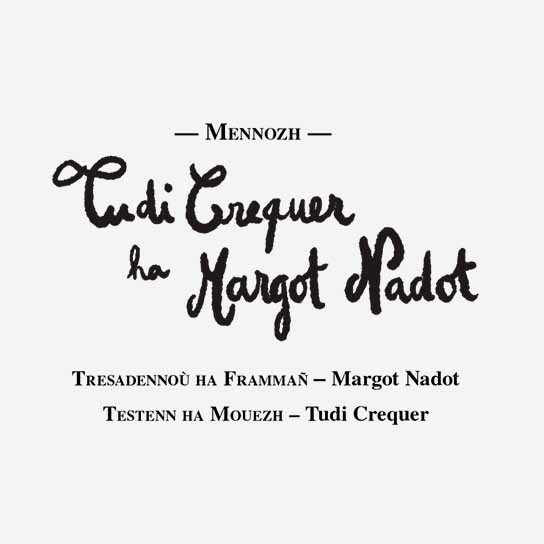 — Mennozh —
Tudi Crequer
ha Margot Nadot
Tresadennoù ha Frammañ – Margot Nadot
Testenn ha Mouezh – Tudi Crequer